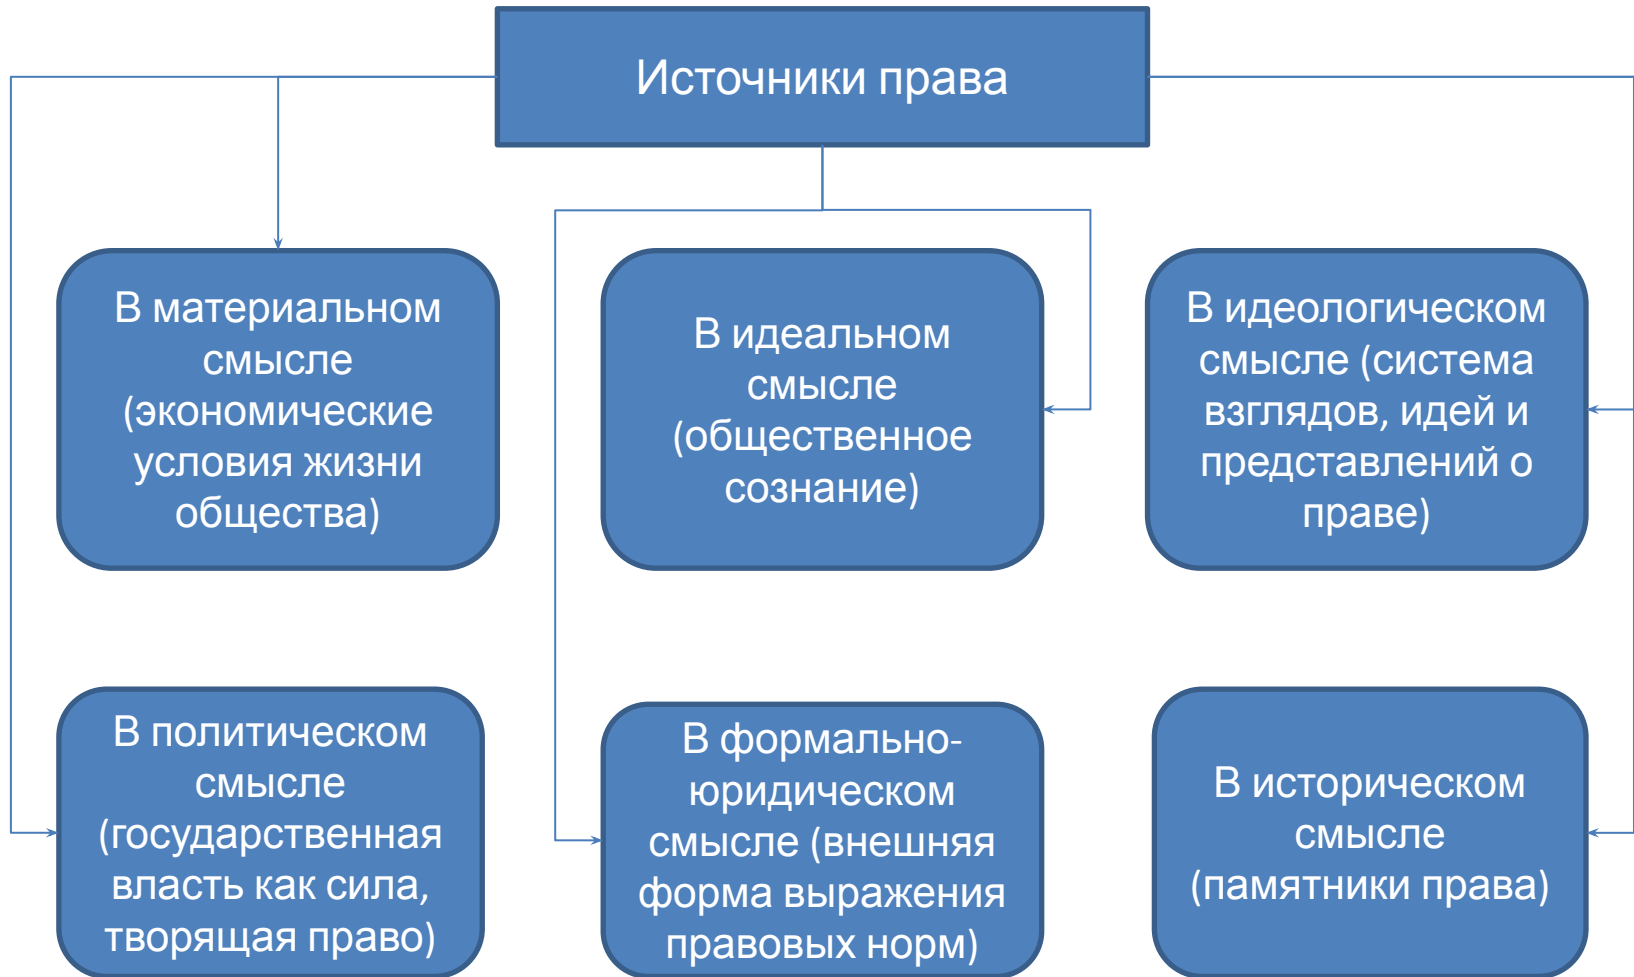 Источники права
В материальном
смысле
(экономические
условия жизни
общества)
В идеальном
смысле
(общественное
сознание)
В идеологическом
смысле (система
взглядов, идей и
представлений о
праве)
В политическом
смысле
(государственная
власть как сила,
творящая право)
В формально-
юридическом
смысле (внешняя
форма выражения
правовых норм)
В историческом
смысле
(памятники права)